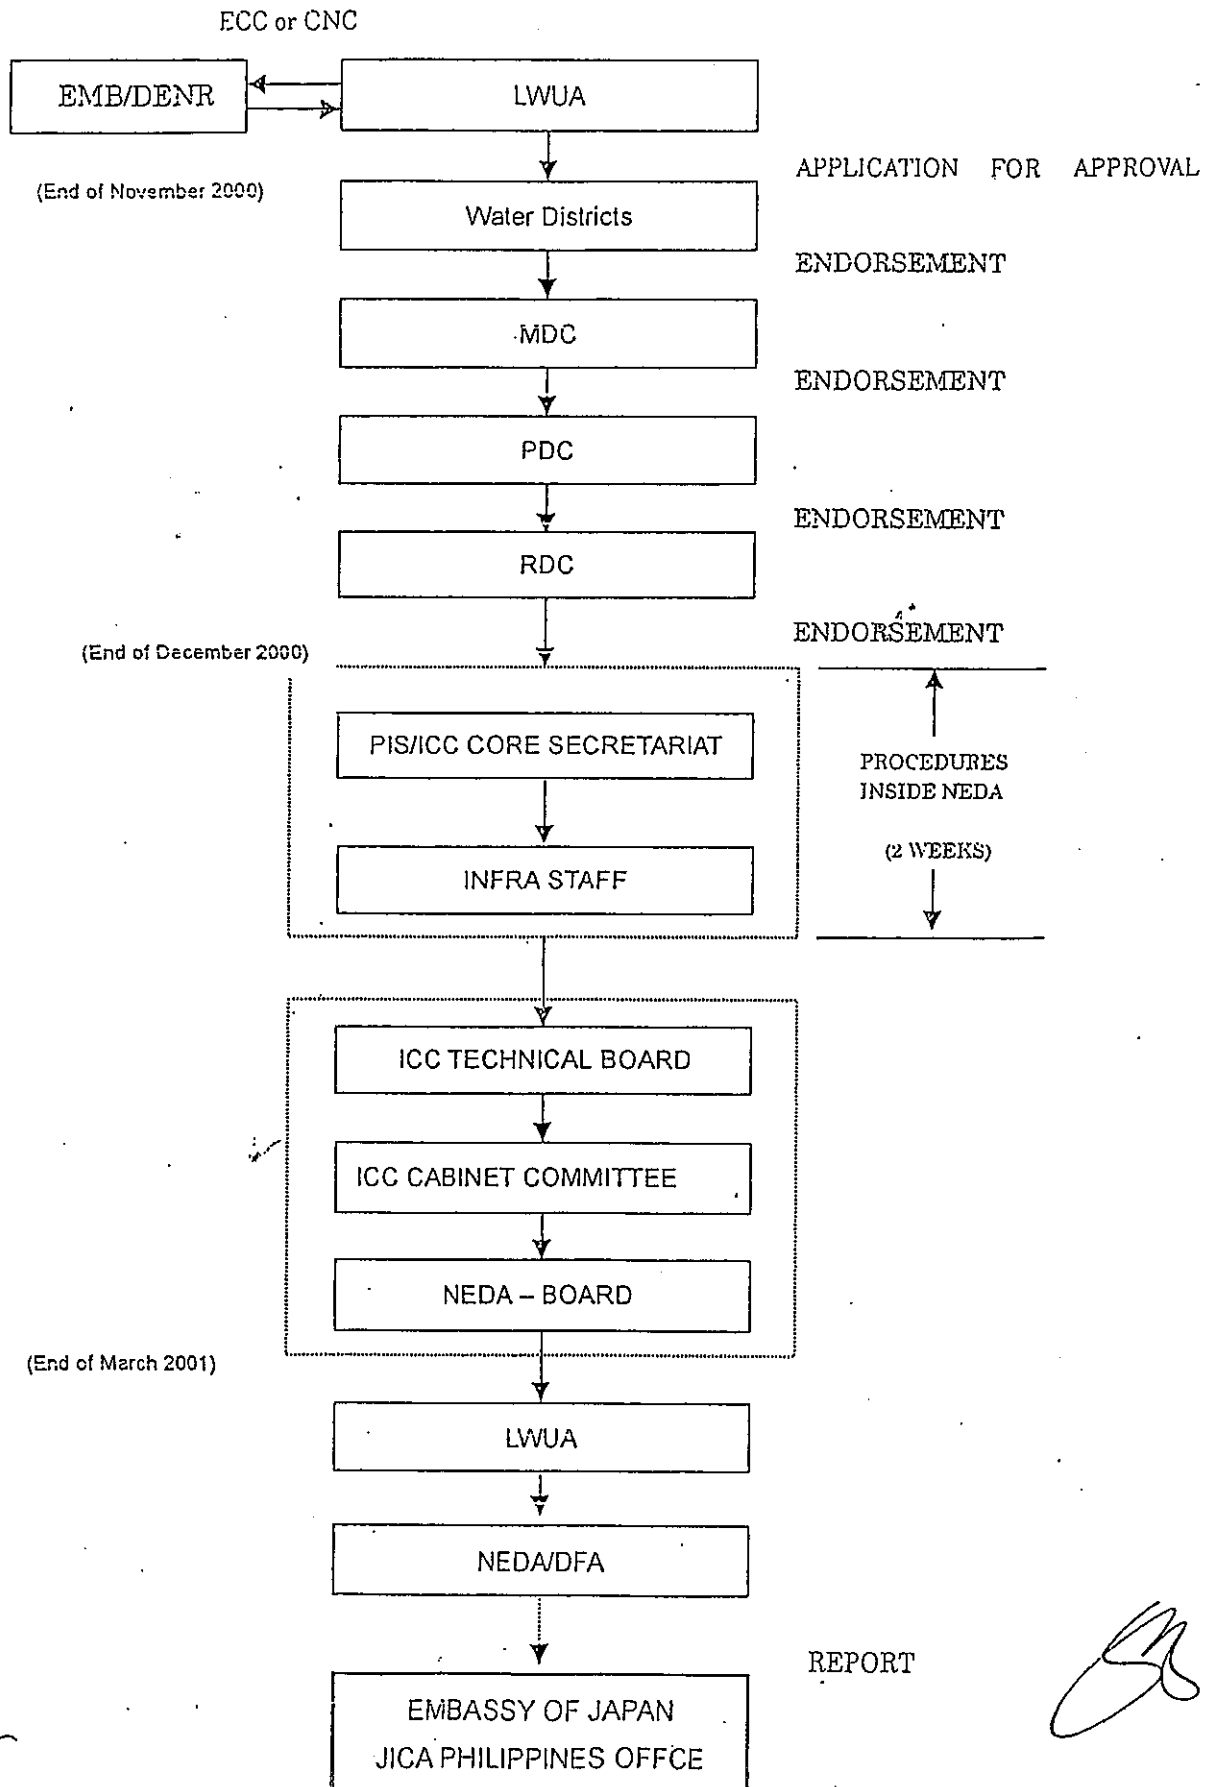 ECC or CNC
EMB/DENR
LWUA
APPLICATION FOR APPROVAL
(End of November 2000)
Water Districts
ENDORSEMENT
MDC
ENDORSEMENT
PDC
ENDORSEMENT
RDC
ENDORSEMENT
(End of December 2000)
PIS/ICC CORE SECRETARIAT
PROCEDURES
INSIDE NEDA
(2 WEEKS)
INFRA STAFF
ICC TECHNICAL BOARD
ICC CABINET COMMITTEE
NEDA – BOARD
(End of March 2001)
LWUA
NEDA/DFA
REPORT
EMBASSY OF JAPAN
JICA PHILIPPINES OFFCE